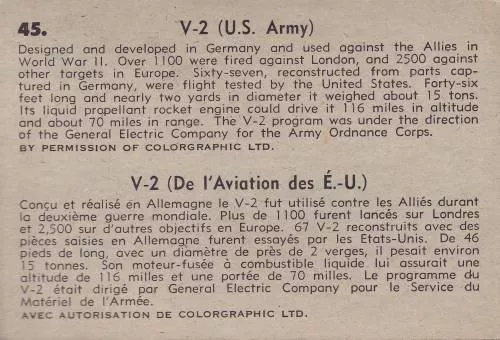 45.
V-2 (U.S. Army)
Designed and developed in Germany and used against the Allies in
World War II. Over 1100 were fired against London, and 2500 against
other targets in Europe. Sixty-seven, reconstructed from parts cap-
tured in Germany, were flight tested by the United States. Forty-six
feet long and nearly two yards in diameter it weighed about 15 tons.
Its liquid propellant rocket engine could drive it 116 miles in altitude
and about 70 miles in range. The V-2 program was under the direction
of the General Electric Company for the Army Ordnance Corps.
BY PERMISSION OF COLORGRAPHIC LTD.
V-2 (De l'Aviation des É.-U.)
Conçu et réalisé en Allemagne le V-2 fut utilisé contre les Alliés durant
la deuxième guerre mondiale. Plus de 1100 furent lancés sur Londres
et 2,500 sur d'autres objectifs en Europe. 67 V-2 reconstruits avec des
pièces saisies en Allemagne furent essayés par les Etats-Unis. De 46
pieds de long, avec un diamètre de près de 2 verges, il pesait environ
15 tonnes. Son moteur-fusée à combustible liquide lui assurait une
altitude de 116 milles et une portée de 70 milles. Le programme du
V-2 était dirigé par General Electric Company pour le Service du
Matériel de l'Armée.
AVEC AUTORISATION DE COLORGRAPHIC LTD.